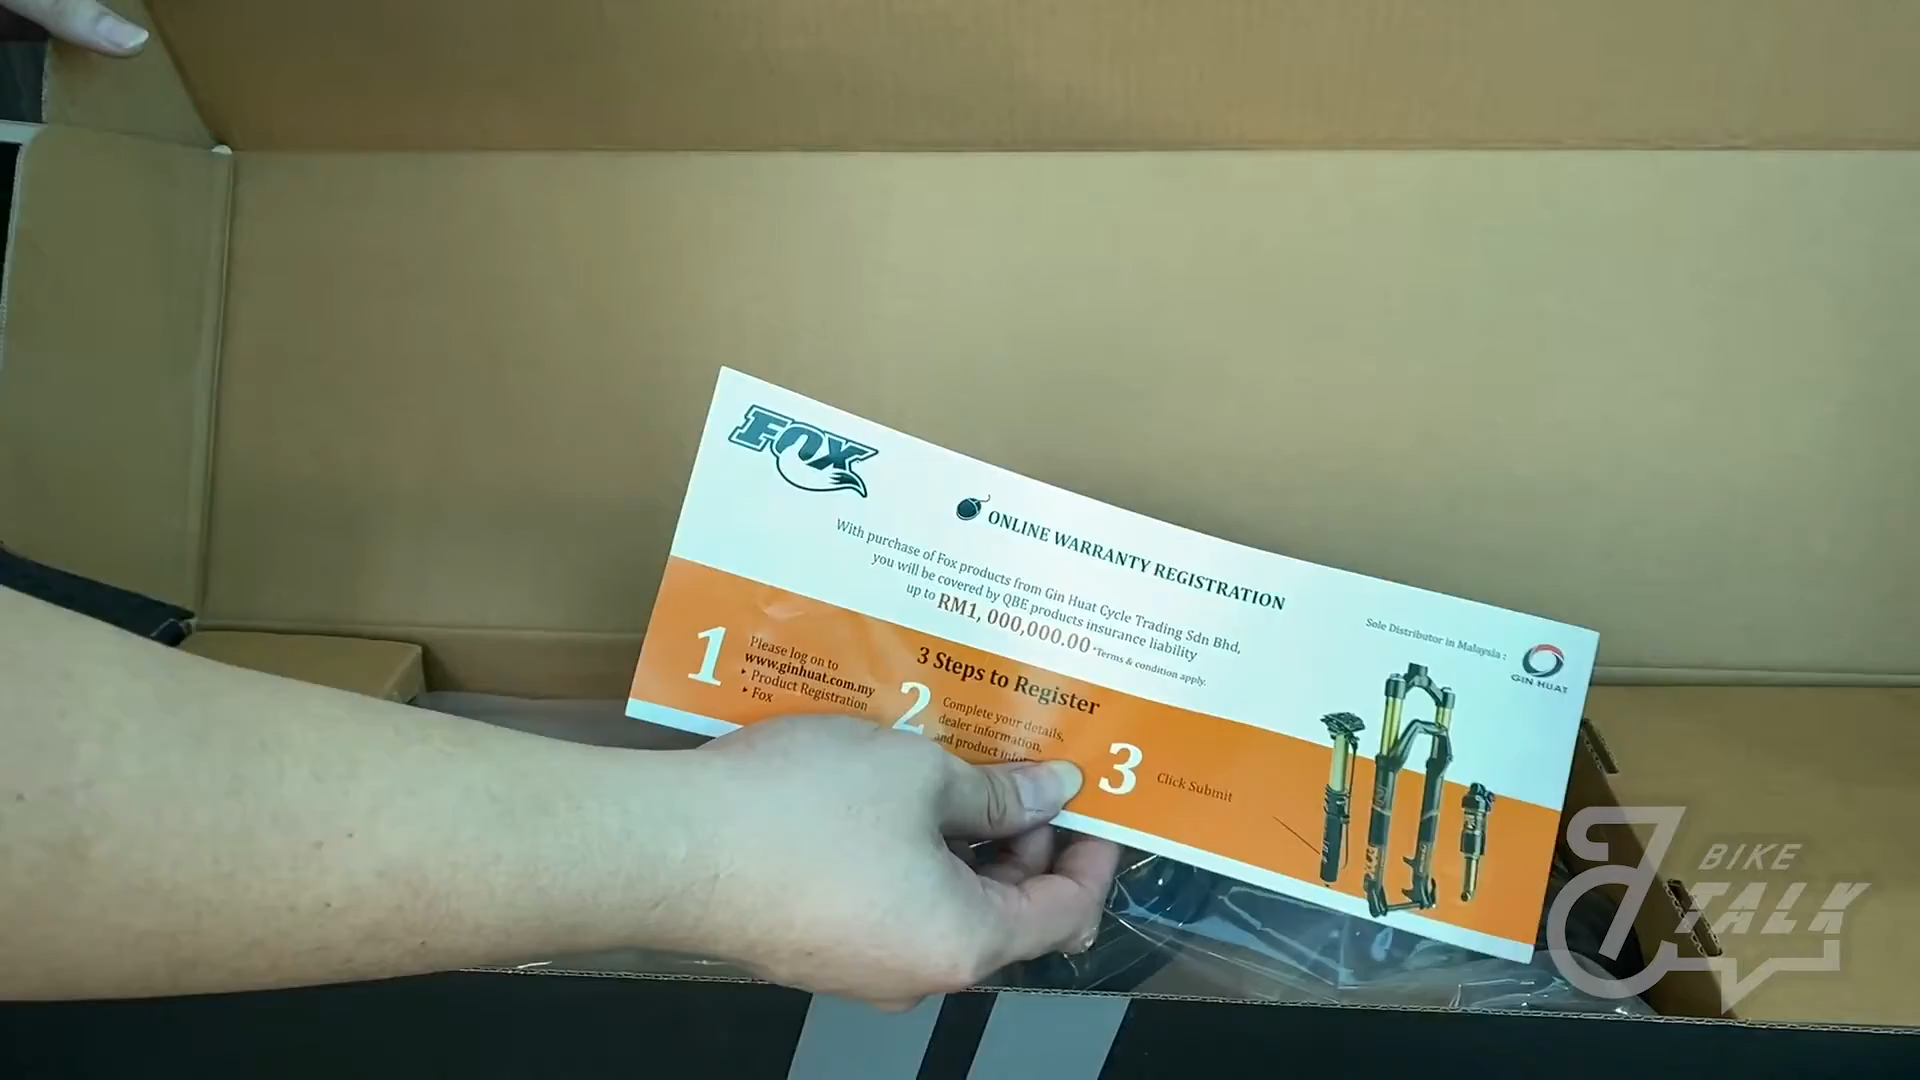 FOX
ONLINE WARRANTY REGISTRATION
With purchase of Fox products from Gin Huat Cycle Trading Sdn Bhd,
you will be covered by QBE products insurance liability
up to RM1, 000,000.00 *Terms & condition apply.
Sole Distributor in Malaysia :
GIN HUAT
3 Steps to Register
1
Please log on to
www.ginhuat.com.my
Product Registration
Fox
2
Complete your details,
dealer information,
and product
3
Click Submit
BIKE
TALK